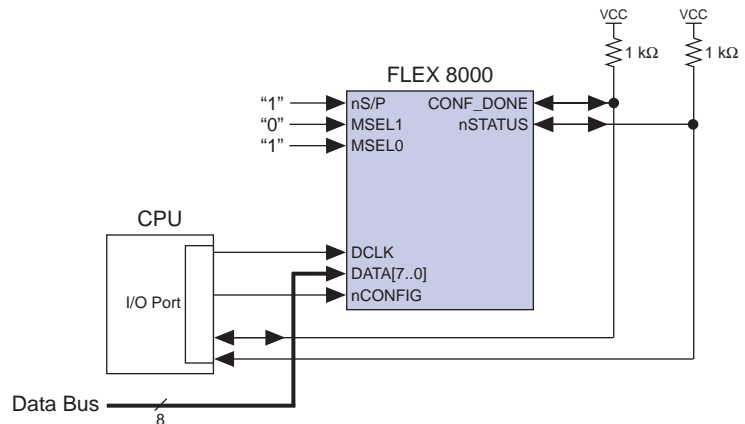 VCC VCC
1 kΩ 1 kΩ
FLEX 8000
“1” nS/P CONF_DONE
“0” MSEL1 nSTATUS
“1” MSEL0
CPU
DCLK
DATA[7..0]
I/O Port nCONFIG
Data Bus
8